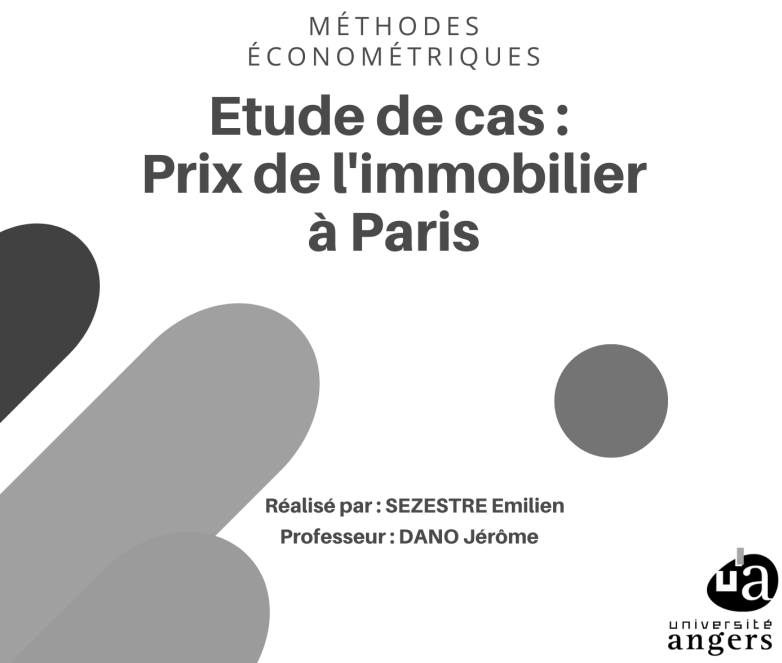 MÉTHODES
ÉCONOMÉTRIQUES
Etude de cas :
Prix de l'immobilier
à Paris
Réalisé par : SEZESTRE Emilien
Professeur : DANO Jérôme
ua
université
angers